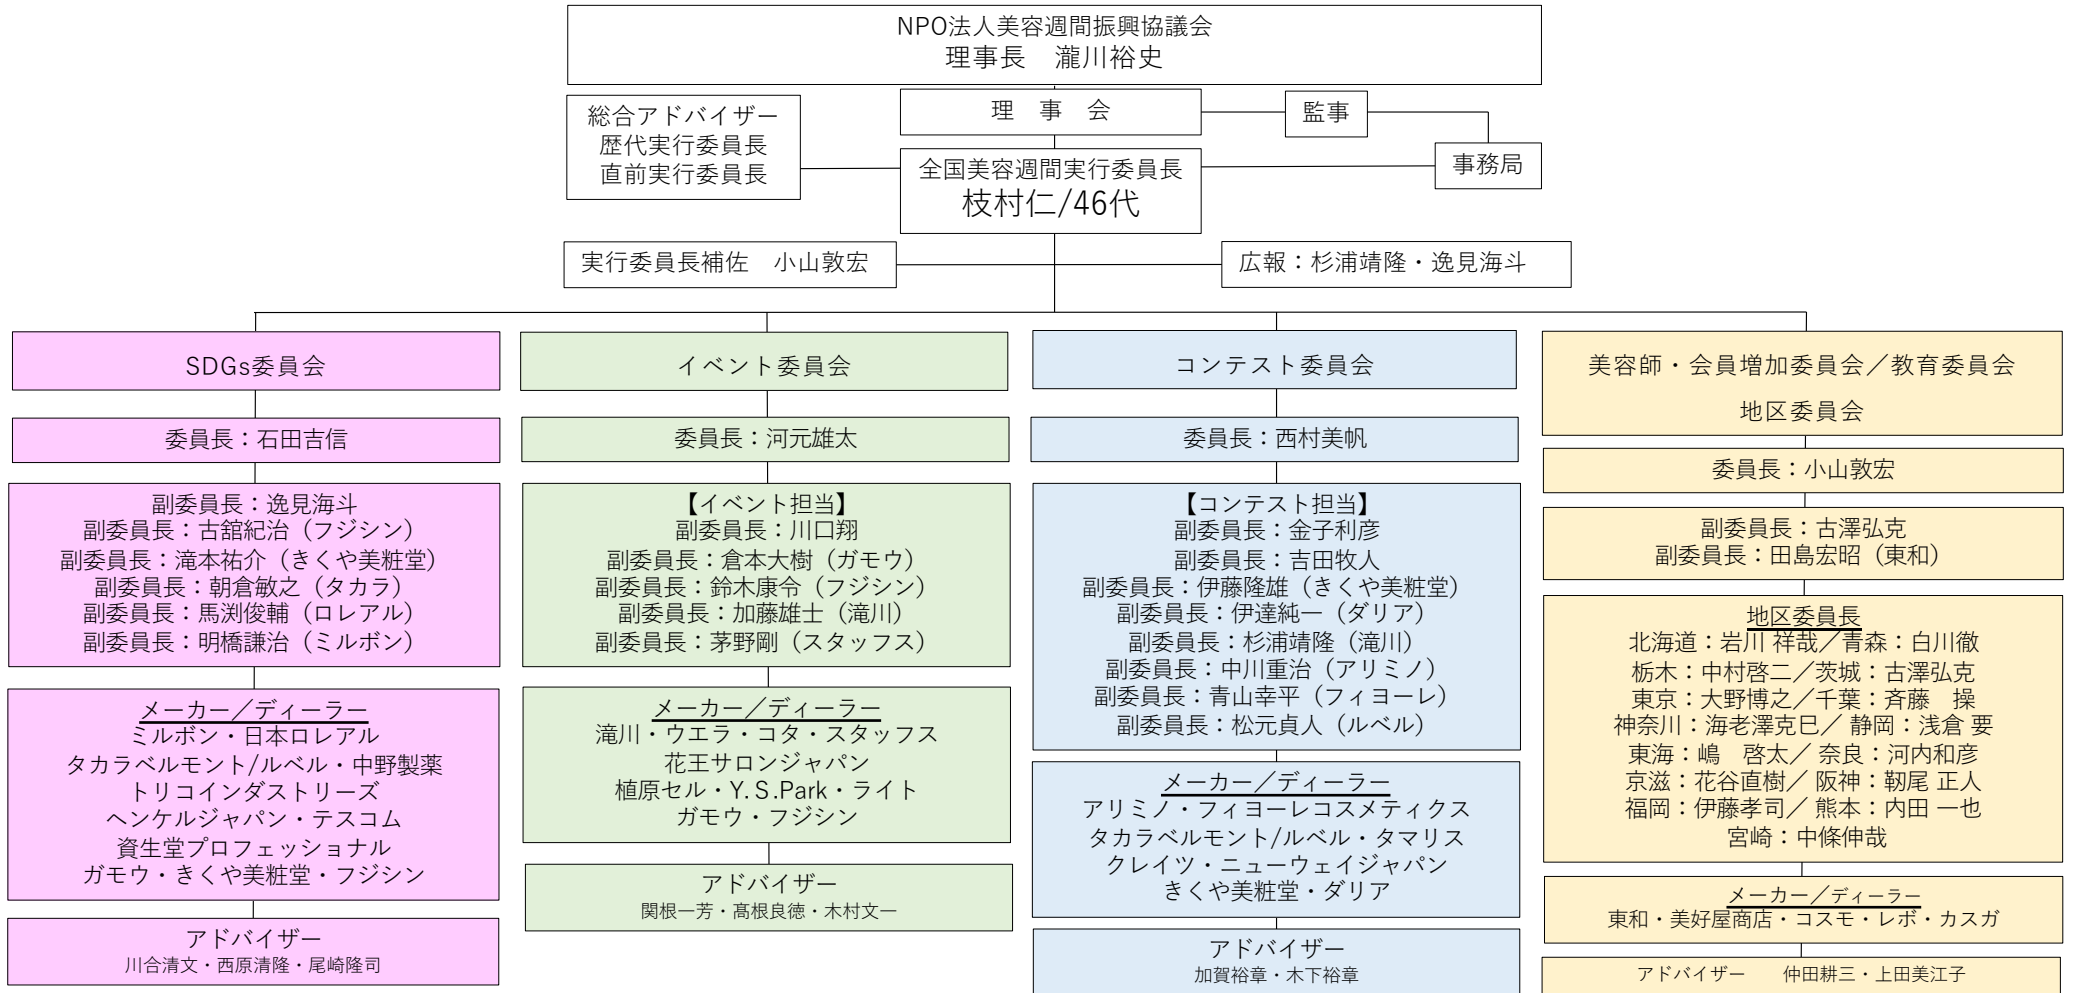 NPO法人美容週間振興協議会
理事長　瀧川裕史
総合アドバイザー
歴代実行委員長
直前実行委員長
理　事　会
監事
事務局
全国美容週間実行委員長
枝村仁/46代
実行委員長補佐　小山敦宏
広報：杉浦靖隆・逸見海斗
SDGs委員会
委員長：石田吉信
副委員長：逸見海斗
副委員長：古舘紀治（フジシン）
副委員長：滝本祐介（きくや美粧堂）
副委員長：朝倉敏之（タカラ）
副委員長：馬渕俊輔（ロレアル）
副委員長：明橋謙治（ミルボン）
メーカー／ディーラー
ミルボン・日本ロレアル
タカラベルモント/ルベル・中野製薬
トリコインダストリーズ
ヘンケルジャパン・テスコム
資生堂プロフェッショナル
ガモウ・きくや美粧堂・フジシン
アドバイザー
川合清文・西原清隆・尾崎隆司
イベント委員会
委員長：河元雄太
【イベント担当】
副委員長：川口翔
副委員長：倉本大樹（ガモウ）
副委員長：鈴木康令（フジシン）
副委員長：加藤雄士（滝川）
副委員長：茅野剛（スタッフス）
メーカー／ディーラー
滝川・ウエラ・コタ・スタッフス
花王サロンジャパン
植原セル・Y.S.Park・ライト
ガモウ・フジシン
アドバイザー
関根一芳・髙根良徳・木村文一
コンテスト委員会
委員長：西村美帆
【コンテスト担当】
副委員長：金子利彦
副委員長：吉田牧人
副委員長：伊藤隆雄（きくや美粧堂）
副委員長：伊達純一（ダリア）
副委員長：杉浦靖隆（滝川）
副委員長：中川重治（アリミノ）
副委員長：青山幸平（フィヨーレ）
副委員長：松元貞人（ルベル）
メーカー／ディーラー
アリミノ・フィヨーレコスメティクス
タカラベルモント/ルベル・タマリス
クレイツ・ニューウェイジャパン
きくや美粧堂・ダリア
アドバイザー
加賀裕章・木下裕章
美容師・会員増加委員会／教育委員会
地区委員会
委員長：小山敦宏
副委員長：古澤弘克
副委員長：田島宏昭（東和）
地区委員長
北海道：岩川 祥哉／青森：白川徹
栃木：中村啓二／茨城：古澤弘克
東京：大野博之／千葉：斉藤　操
神奈川：海老澤克巳／ 静岡：浅倉 要
東海：嶋　啓太／ 奈良：河内和彦
京滋：花谷直樹／ 阪神：靭尾 正人
福岡：伊藤孝司／ 熊本：内田 一也
宮崎：中條伸哉
メーカー／ディーラー
東和・美好屋商店・コスモ・レボ・カスガ
アドバイザー　　仲田耕三・上田美江子